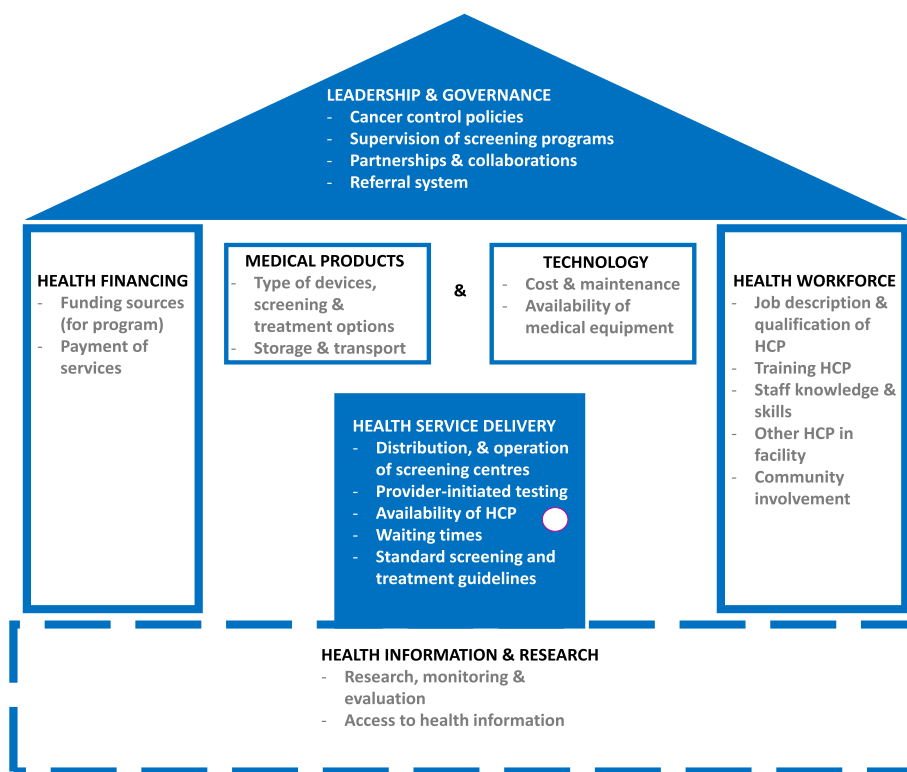 LEADERSHIP & GOVERNANCE
- Cancer control policies
- Supervision of screening programs
- Partnerships & collaborations
- Referral system
HEALTH FINANCING
- Funding sources
(for program)
- Payment of
services
MEDICAL PRODUCTS
- Type of devices,
screening &
treatment options
- Storage & transport
&
TECHNOLOGY
- Cost & maintenance
- Availability of
medical equipment
HEALTH WORKFORCE
- Job description &
qualification of
HCP
- Training HCP
- Staff knowledge &
skills
- Other HCP in
facility
- Community
involvement
HEALTH SERVICE DELIVERY
- Distribution, & operation
of screening centres
- Provider-initiated testing
- Availability of HCP
- Waiting times
- Standard screening and
treatment guidelines
HEALTH INFORMATION & RESEARCH
- Research, monitoring &
evaluation
- Access to health information